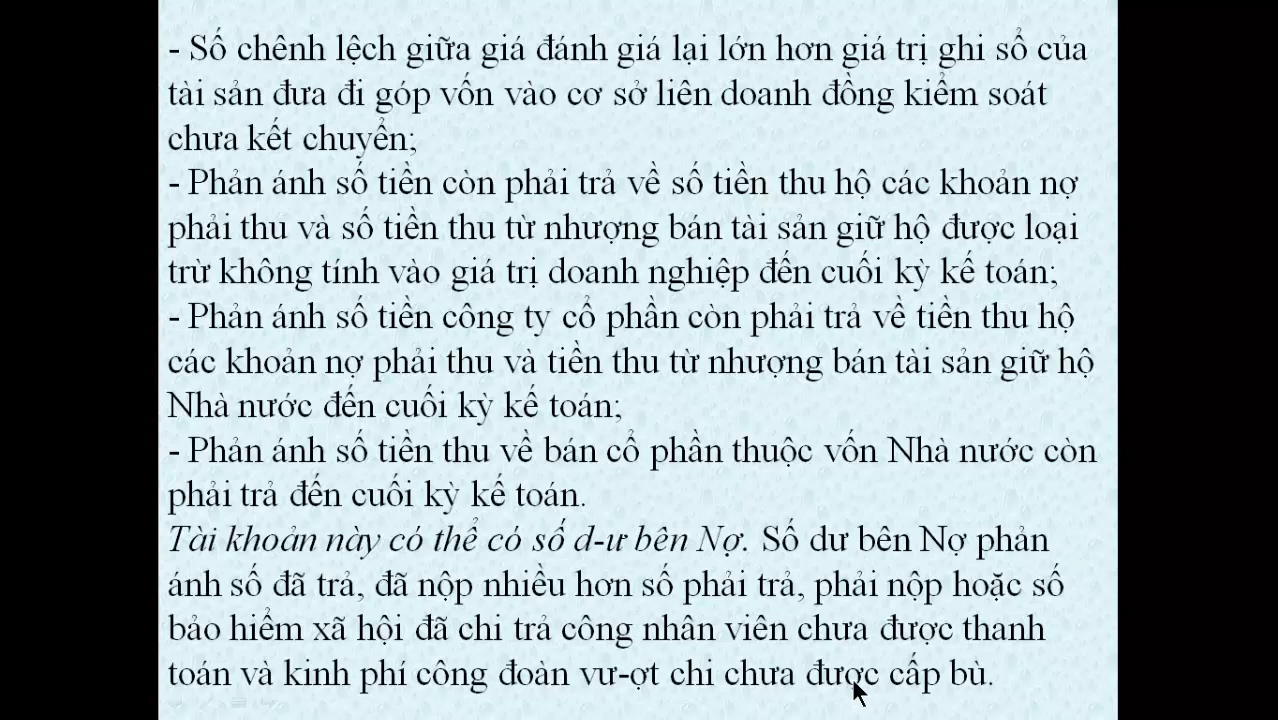 - Số chênh lệch giữa giá đánh giá lại lớn hơn giá trị ghi sổ của
tài sản đưa đi góp vốn vào cơ sở liên doanh đồng kiểm soát
chưa kết chuyển;
- Phản ánh số tiền còn phải trả về số tiền thu hộ các khoản nợ
phải thu và số tiền thu từ nhượng bán tài sản giữ hộ được loại
trừ không tính vào giá trị doanh nghiệp đến cuối kỳ kế toán;
- Phản ánh số tiền công ty cổ phần còn phải trả về tiền thu hộ
các khoản nợ phải thu và tiền thu từ nhượng bán tài sản giữ hộ
Nhà nước đến cuối kỳ kế toán;
- Phản ánh số tiền thu về bán cổ phần thuộc vốn Nhà nước còn
phải trả đến cuối kỳ kế toán.
Tài khoản này có thể có số d-ư bên Nợ. Số dư bên Nợ phản
ánh số đã trả, đã nộp nhiều hơn số phải trả, phải nộp hoặc số
bảo hiểm xã hội đã chi trả công nhân viên chưa được thanh
toán và kinh phí công đoàn vư-ợt chi chưa được cấp bù.